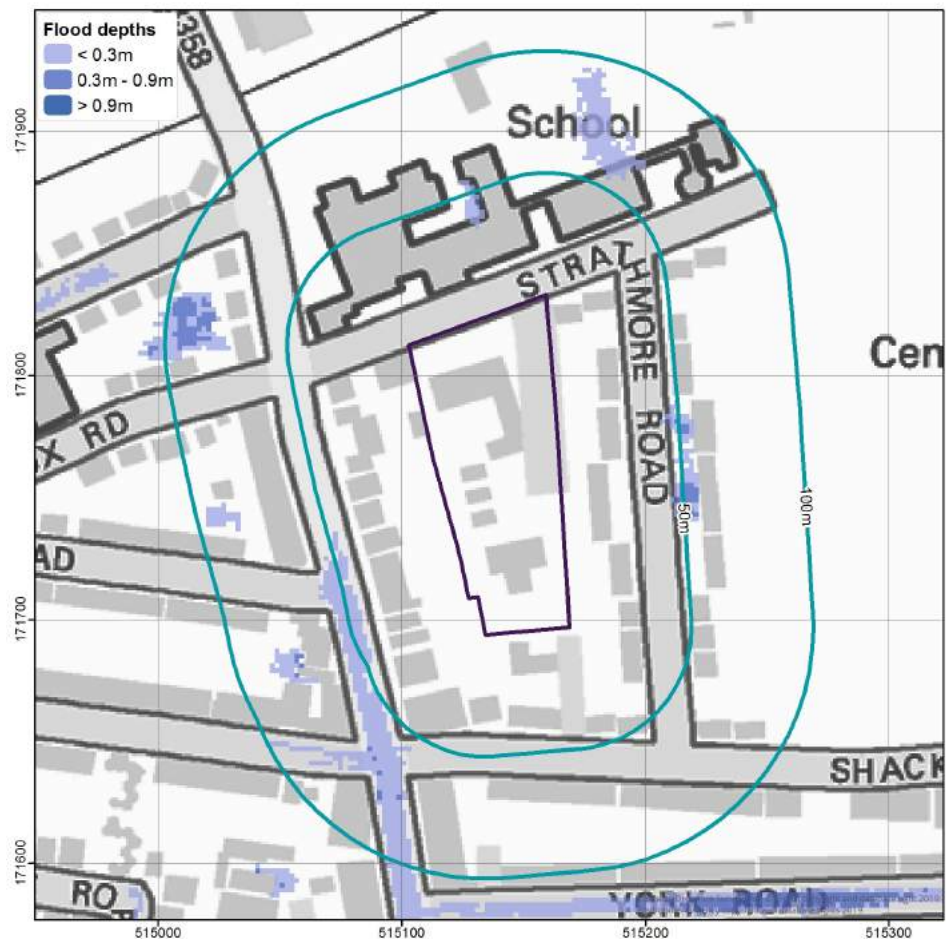 Flood depths
< 0.3m
0.3m - 0.9m
> 0.9m
358
School
STRATHMORE ROAD
Cen
X RD
50m
100m
AD
SHACK
RO
YORK ROAD
171900
171800
171700
171600
515000
515100
515200
515300